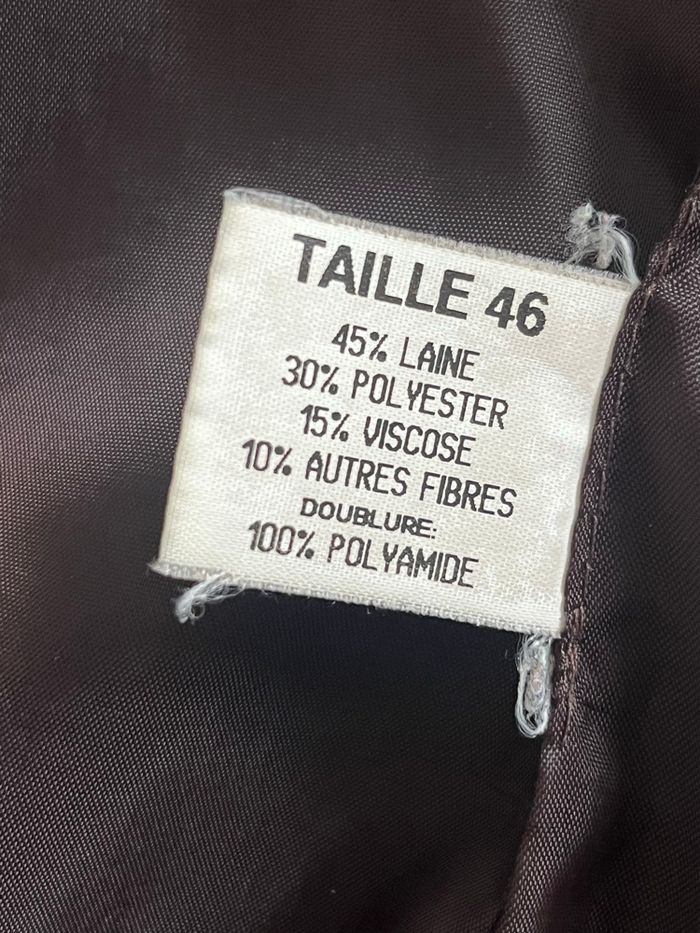 TAILLE 46
45% LAINE
30% POLYESTER
15% VISCOSE
10% AUTRES FIBRES
DOUBLURE:
100% POLYAMIDE